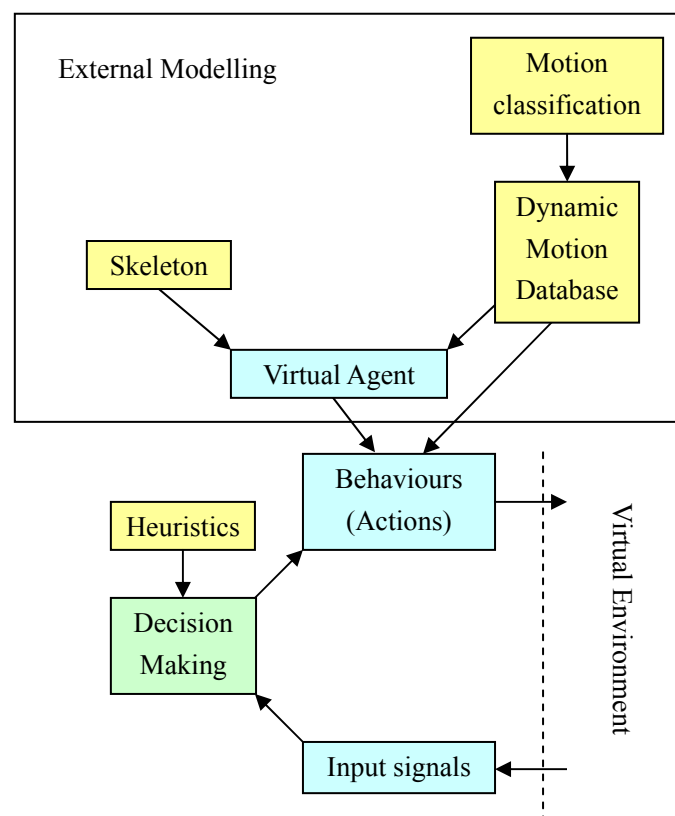 External Modelling
Motion
classification
Dynamic
Motion
Database
Skeleton
Virtual Agent
Behaviours
(Actions)
Heuristics
Decision
Making
Input signals
Virtual Environment